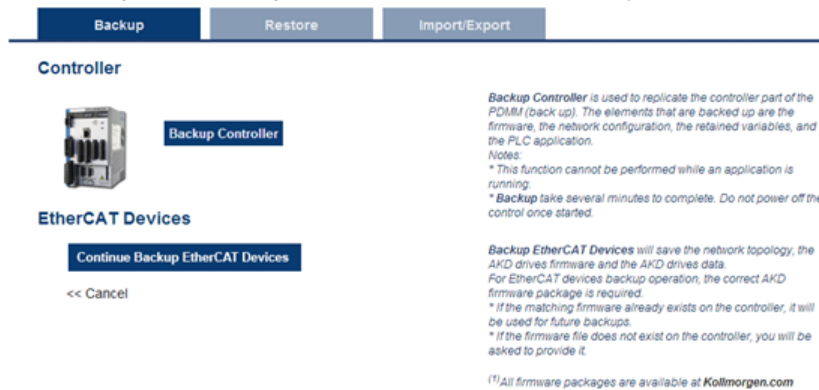 Backup
Restore
Import/Export
Controller
Backup Controller
Backup Controller is used to replicate the controller part of the
PDMM (back up). The elements that are backed up are the
firmware, the network configuration, the retained variables, and
the PLC application.
Notes:
* This function cannot be performed while an application is
running.
* Backup take several minutes to complete. Do not power off the
control once started.
EtherCAT Devices
Continue Backup EtherCAT Devices
<< Cancel
Backup EtherCAT Devices will save the network topology, the
AKD drives firmware and the AKD drives data.
For EtherCAT devices backup operation, the correct AKD
firmware package is required.
* If the matching firmware already exists on the controller, it will
be used for future backups.
* If the firmware file does not exist on the controller, you will be
asked to provide it.
(1)All firmware packages are available at Kollmorgen.com